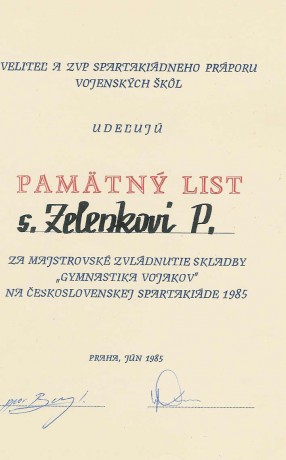 VELITEĽ A ZVP SPARTAKIÁDNEHO PRÁPORU
VOJENSKÝCH ŠKÔL
UDEĽUJÚ
PAMÄTNÝ LIST
s. Zelenkovi P.
ZA MAJSTROVSKÉ ZVLÁDNUTIE SKLADBY
„GYMNASTIKA VOJAKOV"
NA ČESKOSLOVENSKEJ SPARTAKIÁDE 1985
PRAHA, JÚN 1985